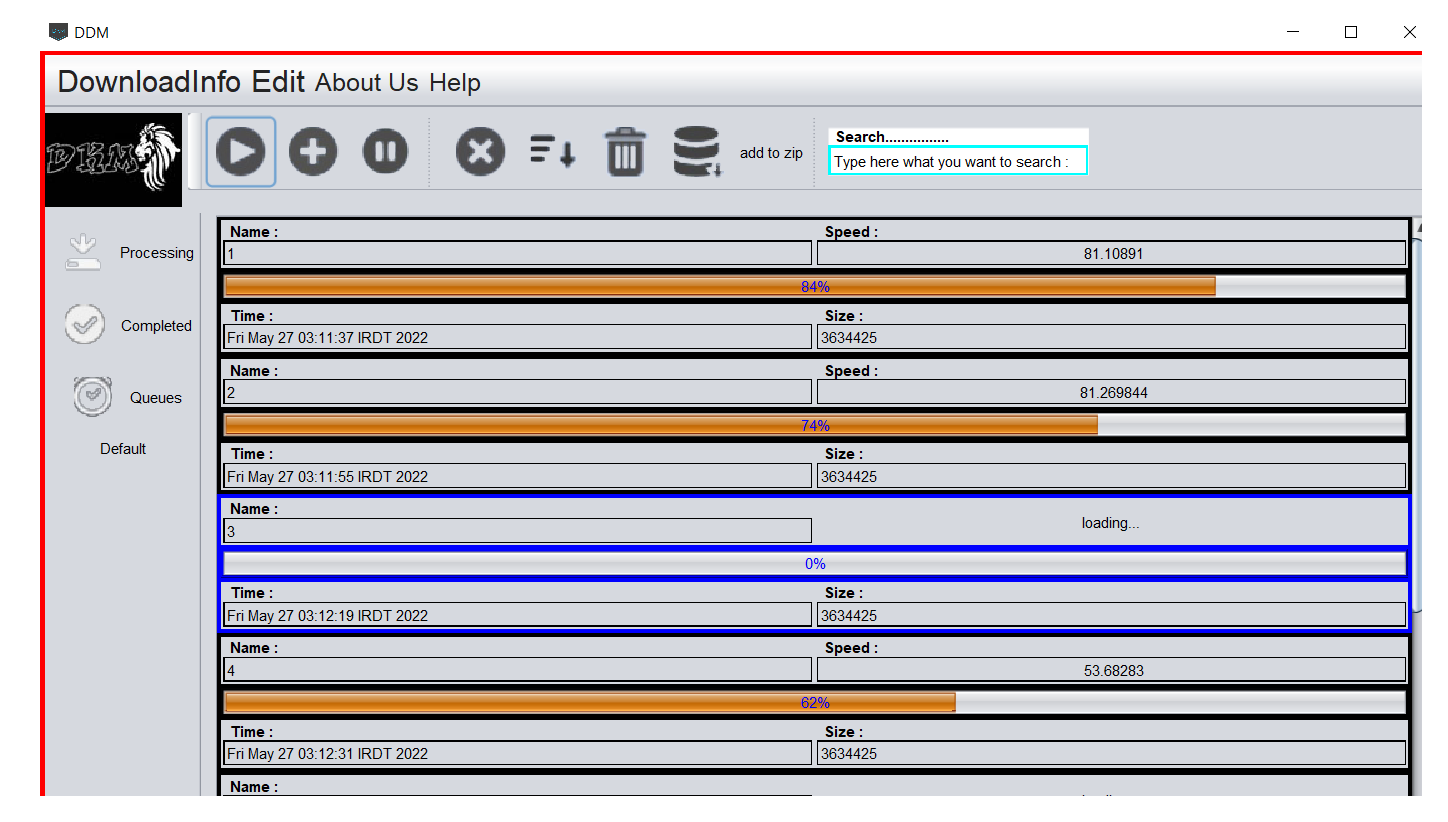 DDM
DownloadInfo Edit About Us Help
DKM
add to zip
Search...............
Type here what you want to search :
Processing
Completed
Queues
Default
Name : Speed :
1 81.10891
84%
Time : Size :
Fri May 27 03:11:37 IRDT 2022 3634425
Name : Speed :
2 81.269844
74%
Time : Size :
Fri May 27 03:11:55 IRDT 2022 3634425
Name :
3 loading...
0%
Time : Size :
Fri May 27 03:12:19 IRDT 2022 3634425
Name : Speed :
4 53.68283
62%
Time : Size :
Fri May 27 03:12:31 IRDT 2022 3634425
Name :